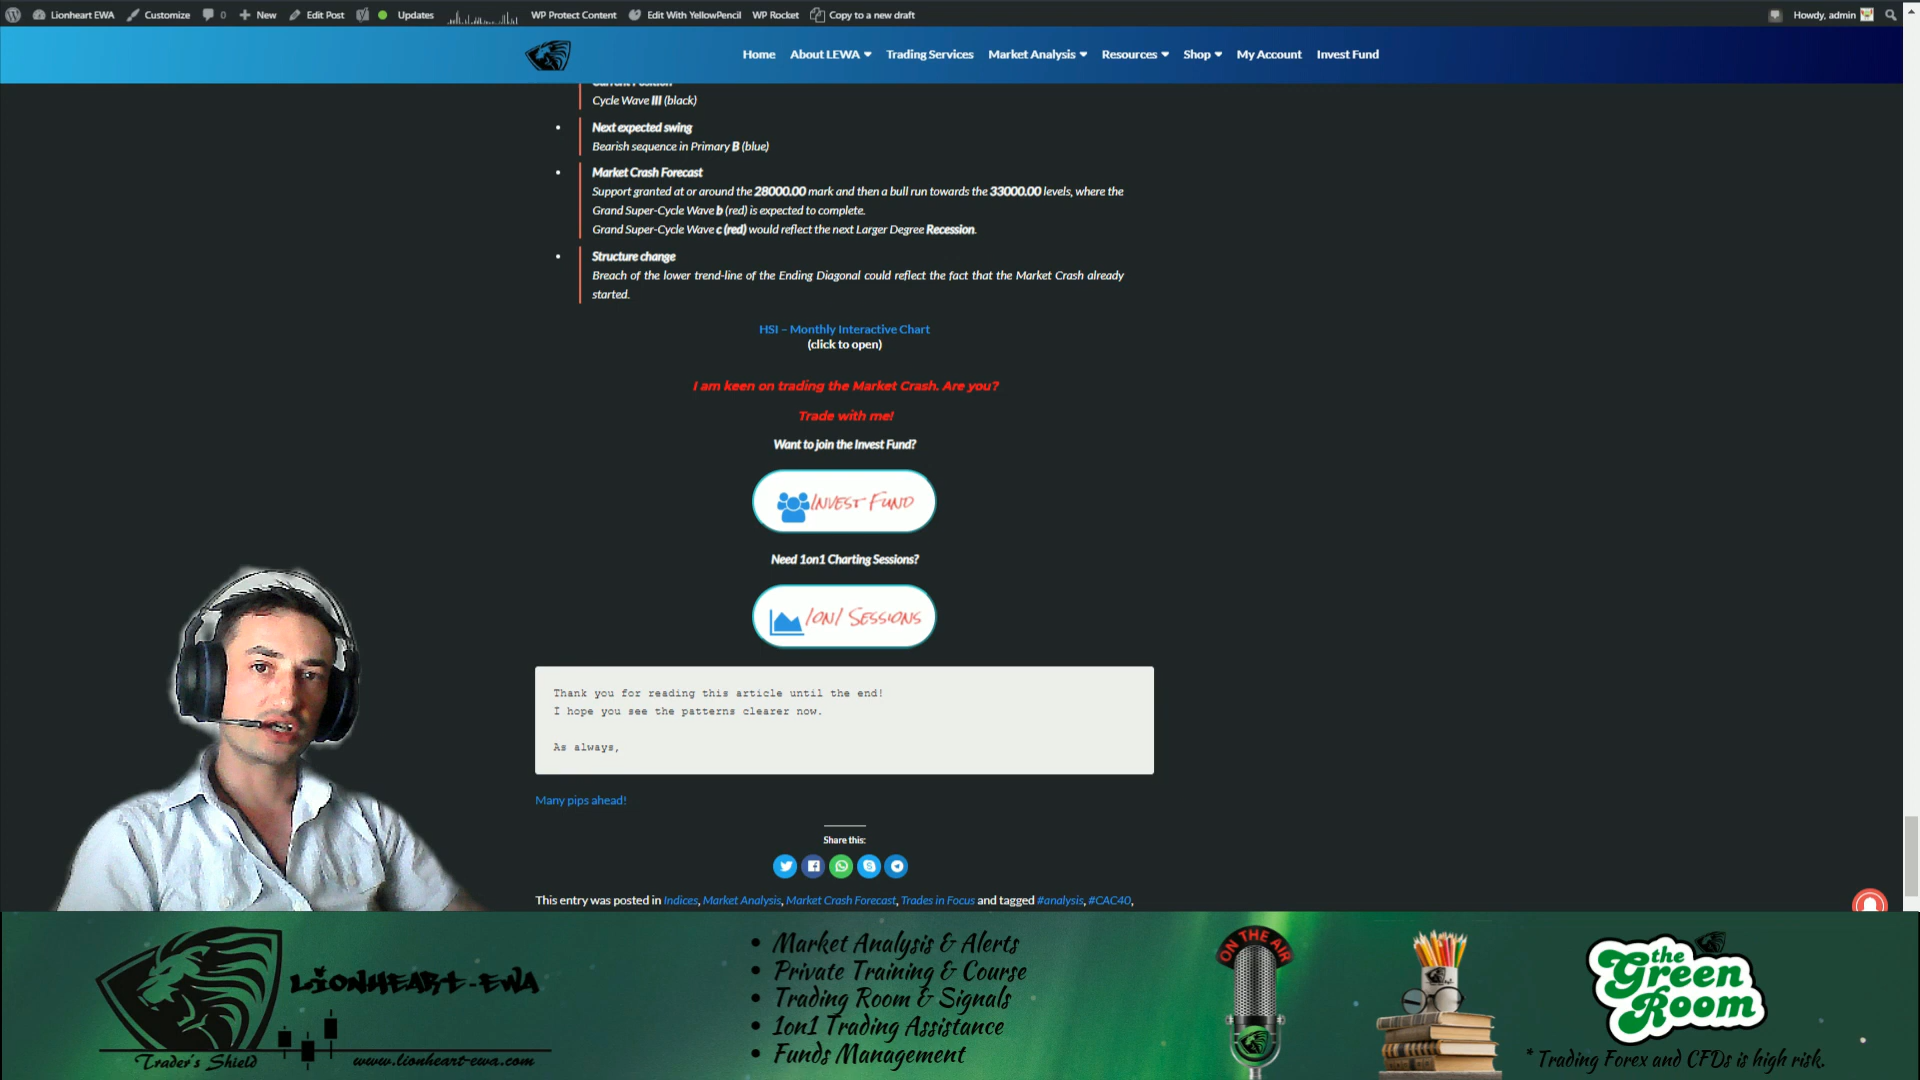 Lionheart EWA Customize 0 New Edit Post Updates WP Protect Content Edit With YellowPencil WP Rocket Copy to a new draft Howdy, admin
Home About LEWA Trading Services Market Analysis Resources Shop My Account Invest Fund
Current Position
Cycle Wave III (black)
• Next expected swing
Bearish sequence in Primary B (blue)
• Market Crash Forecast
Support granted at or around the 28000.00 mark and then a bull run towards the 33000.00 levels, where the
Grand Super-Cycle Wave b (red) is expected to complete.
Grand Super-Cycle Wave c (red) would reflect the next Larger Degree Recession.
• Structure change
Breach of the lower trend-line of the Ending Diagonal could reflect the fact that the Market Crash already
started.
HSI – Monthly Interactive Chart
(click to open)
I am keen on trading the Market Crash. Are you?
Trade with me!
Want to join the Invest Fund?
Invest Fund
Need 1on1 Charting Sessions?
1on1 Sessions
Thank you for reading this article until the end!
I hope you see the patterns clearer now.
As always,
Many pips ahead!
Share this:
This entry was posted in Indices, Market Analysis, Market Crash Forecast, Trades in Focus and tagged #analysis, #CAC40,
Lionheart-EWA
Trader's Shield
www.lionheart-ewa.com
• Market Analysis & Alerts
• Private Training & Course
• Trading Room & Signals
• 1on1 Trading Assistance
• Funds Management
ON THE AIR
the
Green
Room
* Trading Forex and CFDs is high risk.